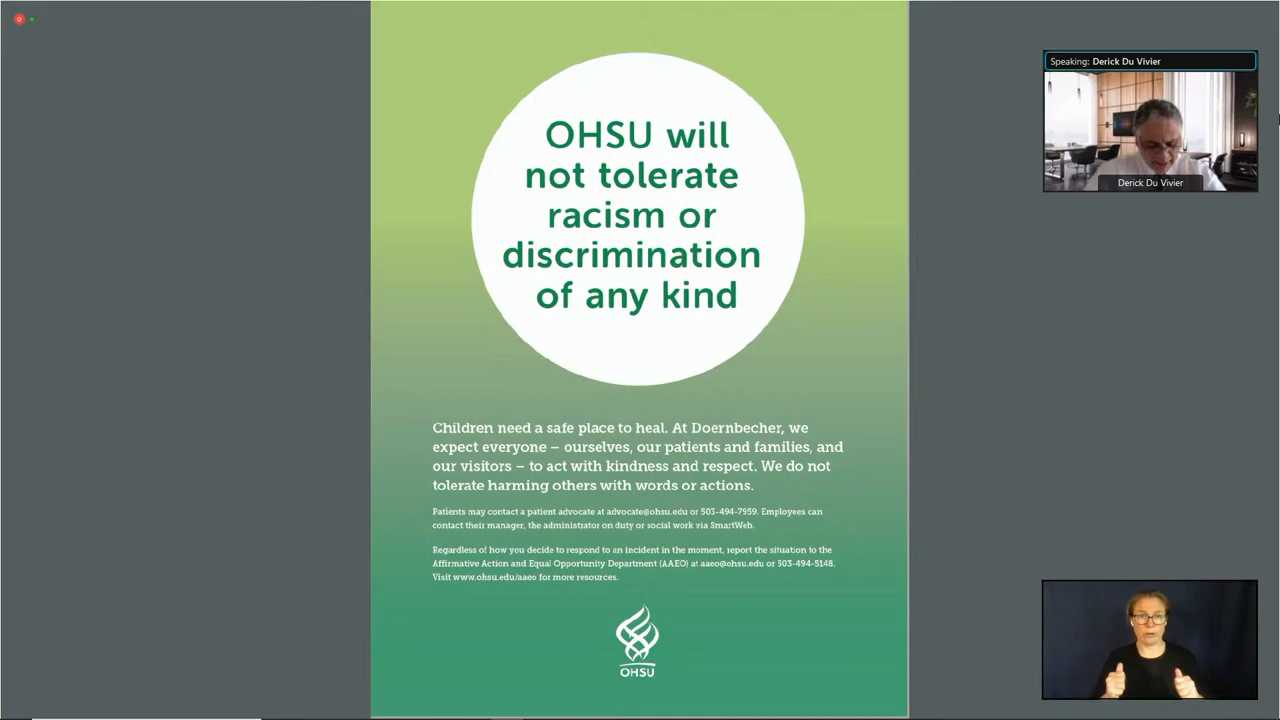 OHSU will
not tolerate
racism or
discrimination
of any kind
Children need a safe place to heal. At Doernbecher, we
expect everyone – ourselves, our patients and families, and
our visitors – to act with kindness and respect. We do not
tolerate harming others with words or actions.
Patients may contact a patient advocate at advocate@ohsu.edu or 503-494-7959. Employees can
contact their manager, the administrator on duty or social work via SmartWeb.
Regardless of how you decide to respond to an incident in the moment, report the situation to the
Affirmative Action and Equal Opportunity Department (AAEO) at aaeo@ohsu.edu or 503-494-5148.
Visit www.ohsu.edu/aaeo for more resources.
OHSU
Speaking: Derick Du Vivier
Derick Du Vivier